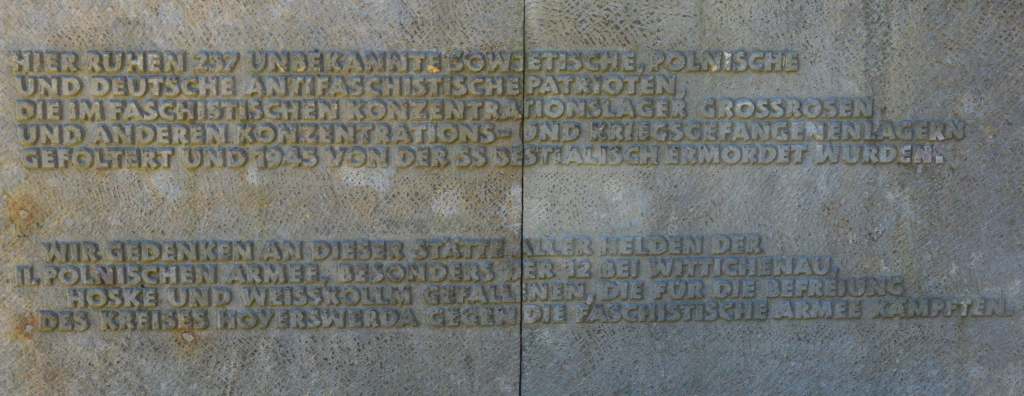 HIER RUHEN 237 UNBEKANNTE SOWJETISCHE, POLNISCHE
UND DEUTSCHE ANTIFASCHISTISCHE PATRIOTEN,
DIE IM FASCHISTISCHEN KONZENTRATIONSLAGER GROSSROSEN
UND ANDEREN KONZENTRATIONS- UND KRIEGSGEFANGENENLAGERN
GEFOLTERT UND 1945 VON DER SS BESTIALISCH ERMORDET WURDEN.
WIR GEDENKEN AN DIESER STÄTTE ALLER HELDEN DER
II. POLNISCHEN ARMEE, BESONDERS DER 12 BEI WITTICHENAU,
HOSKE UND WEISSKOLLM GEFALLENEN, DIE FÜR DIE BEFREIUNG
DES KREISES HOYERSWERDA GEGEN DIE FASCHISTISCHE ARMEE KÄMPFTEN.